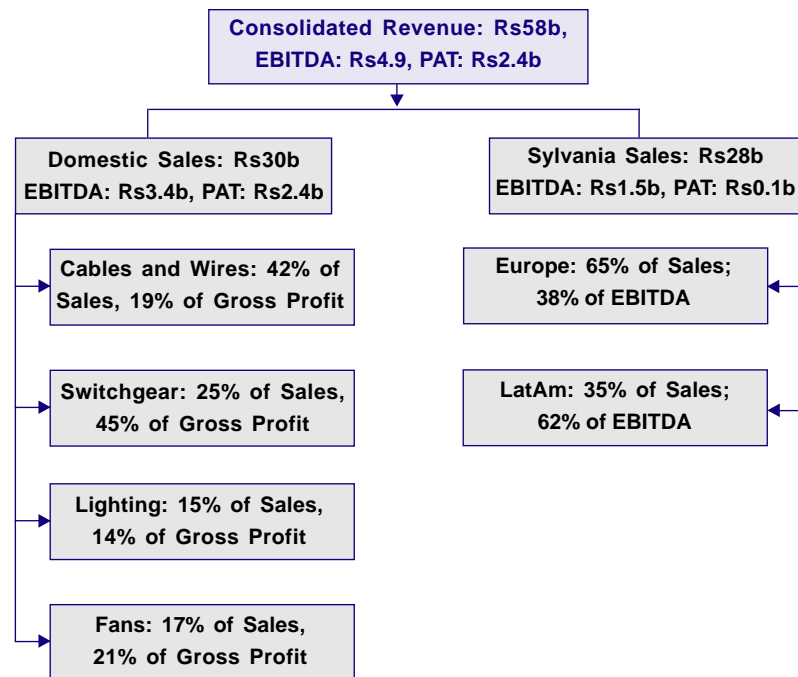 Consolidated Revenue: Rs58b,
EBITDA: Rs4.9, PAT: Rs2.4b
Domestic Sales: Rs30b
EBITDA: Rs3.4b, PAT: Rs2.4b
Cables and Wires: 42% of
Sales, 19% of Gross Profit
Switchgear: 25% of Sales,
45% of Gross Profit
Lighting: 15% of Sales,
14% of Gross Profit
Fans: 17% of Sales,
21% of Gross Profit
Sylvania Sales: Rs28b
EBITDA: Rs1.5b, PAT: Rs0.1b
Europe: 65% of Sales;
38% of EBITDA
LatAm: 35% of Sales;
62% of EBITDA